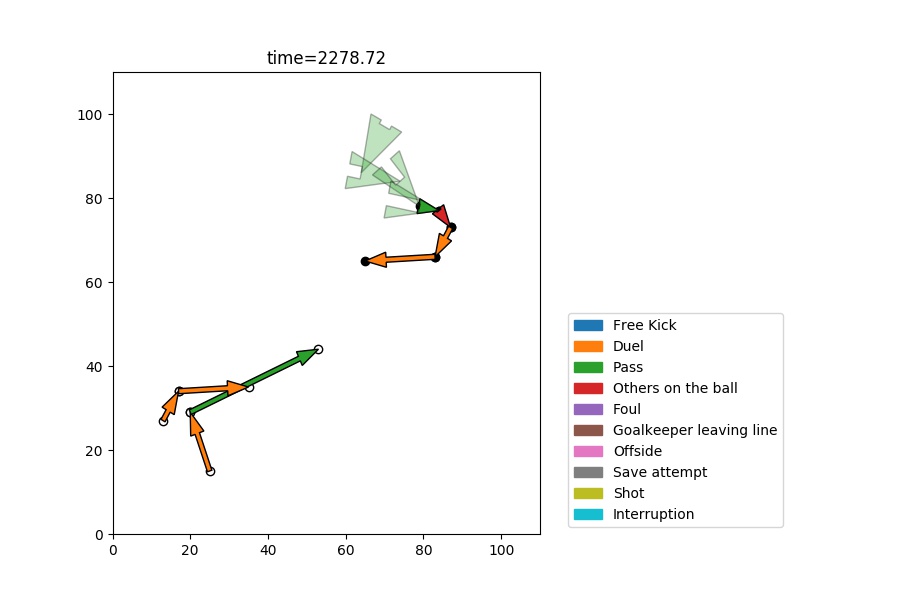 time=2278.72
100
80
60
40
20
0
0 20 40 60 80 100
Free Kick
Duel
Pass
Others on the ball
Foul
Goalkeeper leaving line
Offside
Save attempt
Shot
Interruption